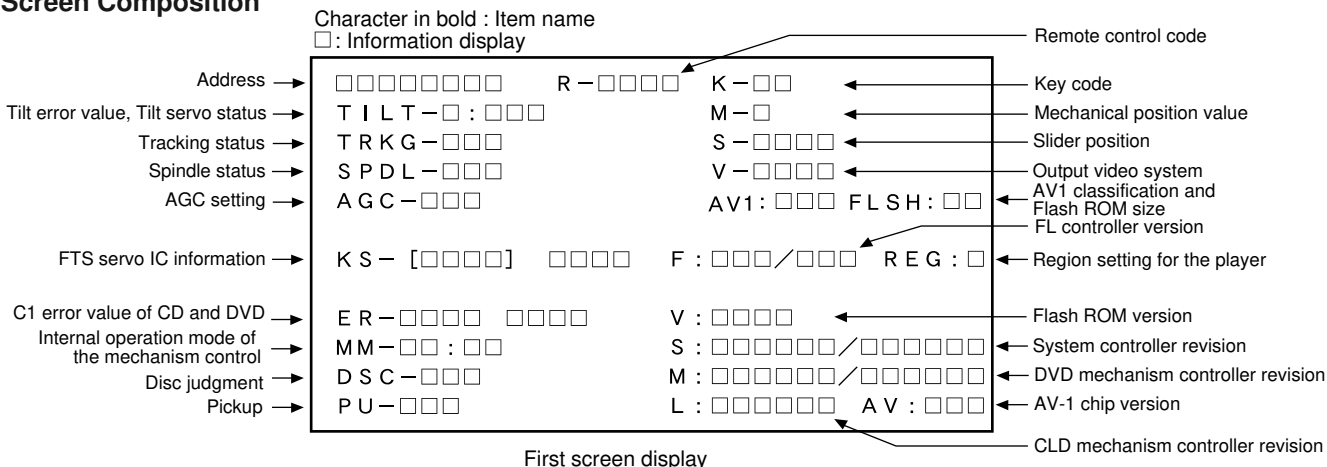 Screen Composition
Character in bold : Item name
□ : Information display
Remote control code
Address □□□□□□□□ R－□□□□ K－□□ Key code
Tilt error value, Tilt servo status TILT－□:□□□ M－□ Mechanical position value
Tracking status TRKG－□□□ S－□□□□ Slider position
Spindle status SPDL－□□□ V－□□□□ Output video system
AGC setting AGC－□□□ AV1:□□□ FLSH:□□ AV1 classification and
Flash ROM size
FL controller version
FTS servo IC information KS－ [□□□□] □□□□ F:□□□/□□□ REG:□ Region setting for the player
C1 error value of CD and DVD ER－□□□□ □□□□ V:□□□□ Flash ROM version
Internal operation mode of
the mechanism control MM－□□:□□ S:□□□□□□/□□□□□□ System controller revision
Disc judgment DSC－□□□ M:□□□□□□/□□□□□□ DVD mechanism controller revision
Pickup PU－□□□ L:□□□□□□ AV:□□□ AV-1 chip version
CLD mechanism controller revision
First screen display